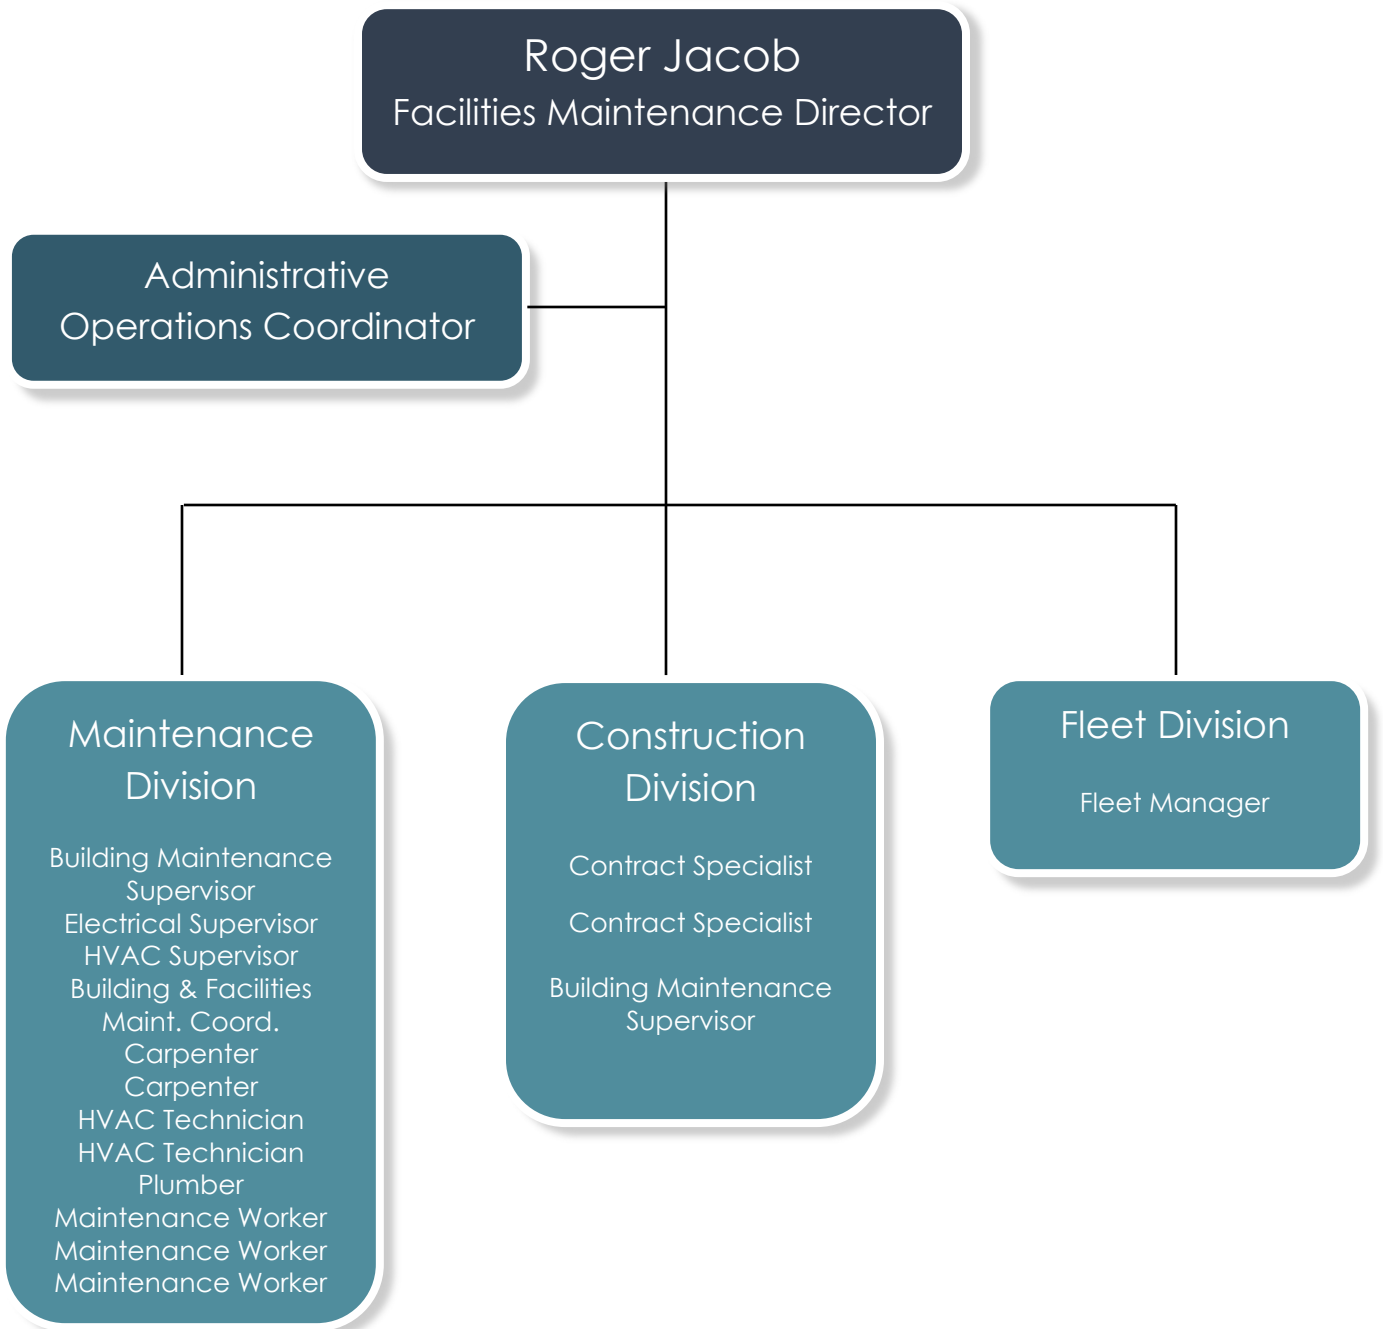 Roger Jacob
Facilities Maintenance Director
Administrative
Operations Coordinator
Maintenance
Division
Building Maintenance
Supervisor
Electrical Supervisor
HVAC Supervisor
Building & Facilities
Maint. Coord.
Carpenter
Carpenter
HVAC Technician
HVAC Technician
Plumber
Maintenance Worker
Maintenance Worker
Maintenance Worker
Construction
Division
Contract Specialist
Contract Specialist
Building Maintenance
Supervisor
Fleet Division
Fleet Manager